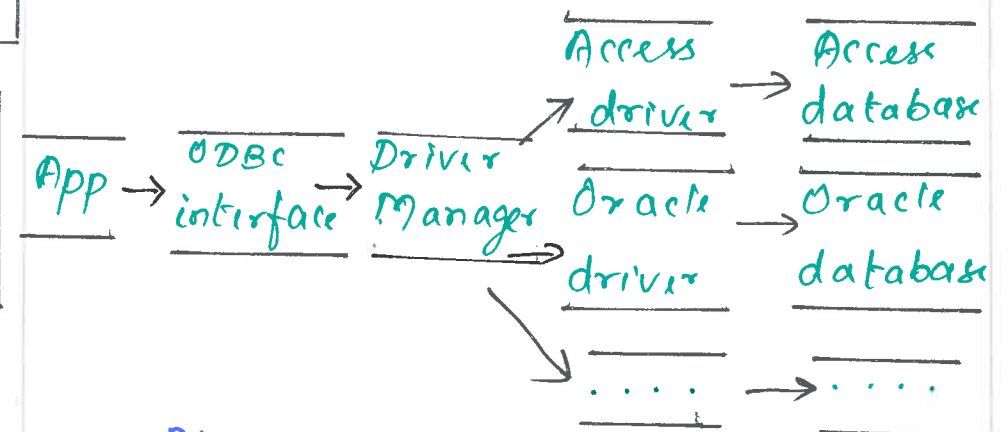 App
ODBC
interface
Driver
Manager
Access
driver
Access
database
Oracle
driver
Oracle
database
. . . .
. . . .